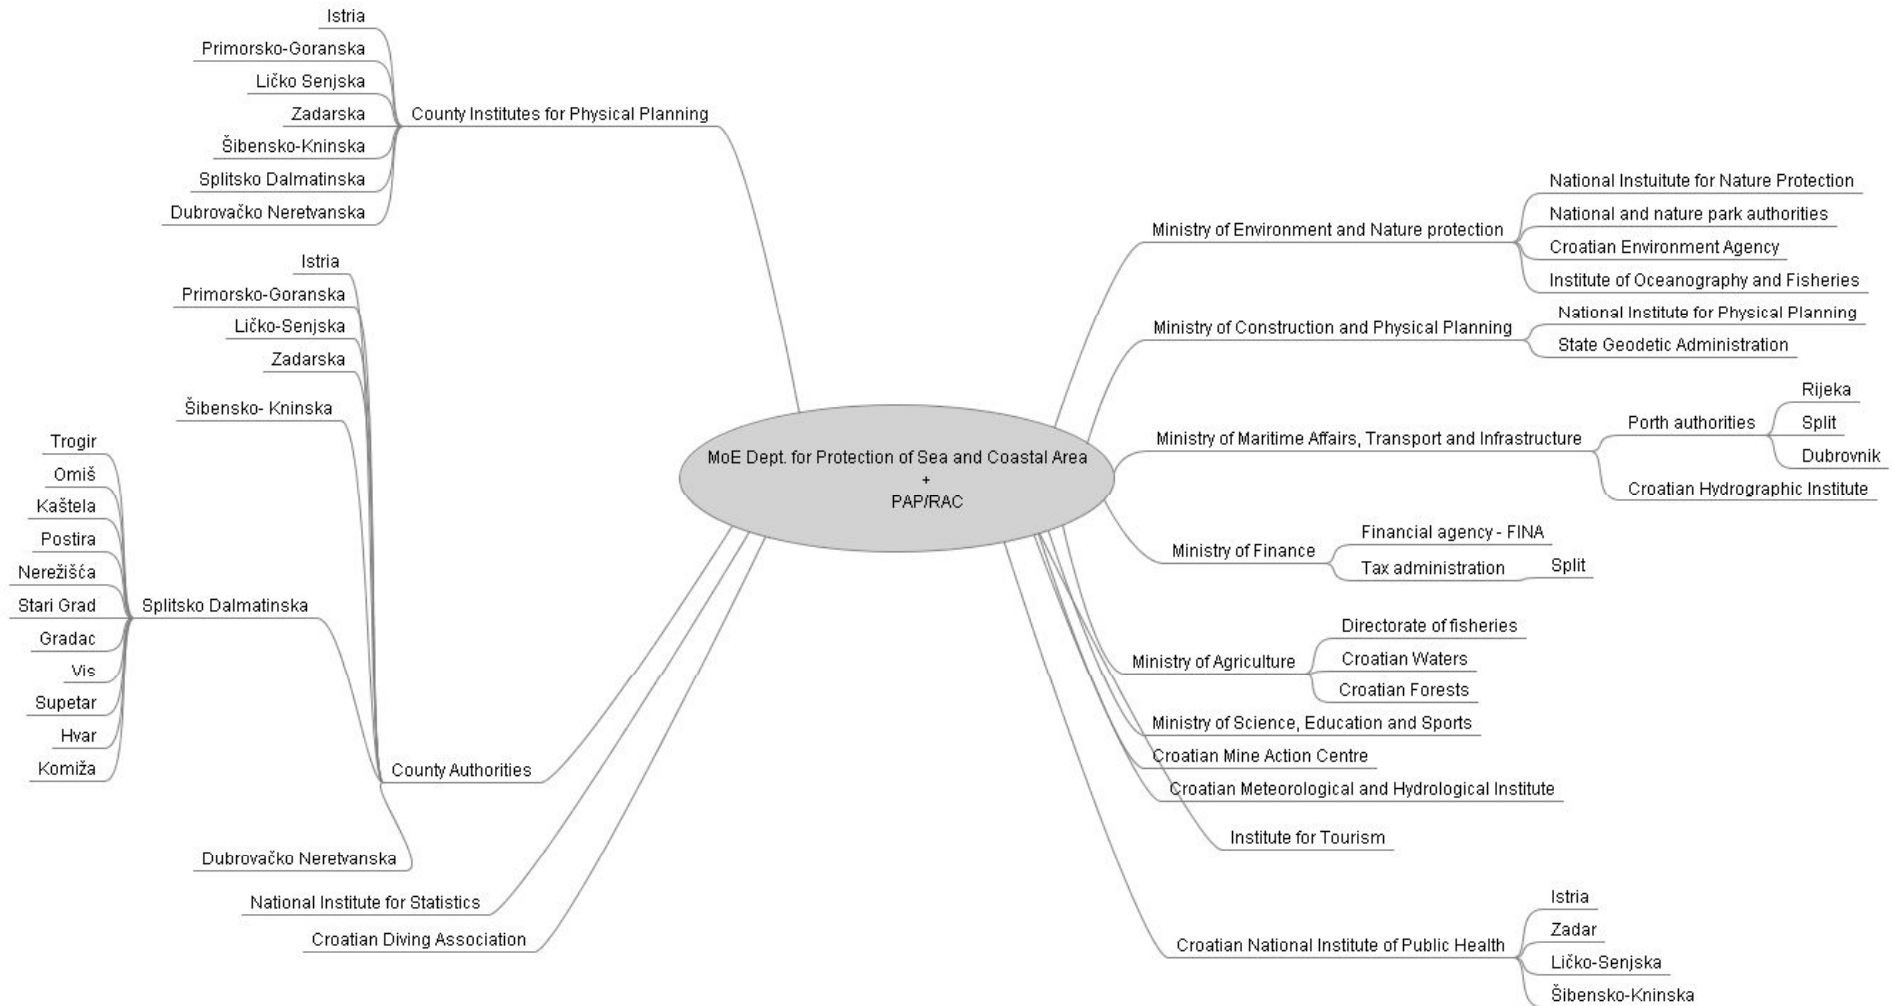 Istria
Primorsko-Goranska
Ličko Senjska
Zadarska
Šibensko-Kninska
Splitsko Dalmatinska
Dubrovačko Neretvanska
County Institutes for Physical Planning
Istria
Primorsko-Goranska
Ličko-Senjska
Zadarska
Šibensko- Kninska
Trogir
Omiš
Kaštela
Postira
Nerežišća
Stari Grad
Gradac
Vis
Supetar
Hvar
Komiža
Splitsko Dalmatinska
County Authorities
Dubrovačko Neretvanska
National Institute for Statistics
Croatian Diving Association
MoE Dept. for Protection of Sea and Coastal Area
+
PAP/RAC
Ministry of Environment and Nature protection
National Instuitute for Nature Protection
National and nature park authorities
Croatian Environment Agency
Institute of Oceanography and Fisheries
Ministry of Construction and Physical Planning
National Institute for Physical Planning
State Geodetic Administration
Ministry of Maritime Affairs, Transport and Infrastructure
Porth authorities
Rijeka
Split
Dubrovnik
Croatian Hydrographic Institute
Ministry of Finance
Financial agency - FINA
Tax administration
Split
Ministry of Agriculture
Directorate of fisheries
Croatian Waters
Croatian Forests
Ministry of Science, Education and Sports
Croatian Mine Action Centre
Croatian Meteorological and Hydrological Institute
Institute for Tourism
Croatian National Institute of Public Health
Istria
Zadar
Ličko-Senjska
Šibensko-Kninska